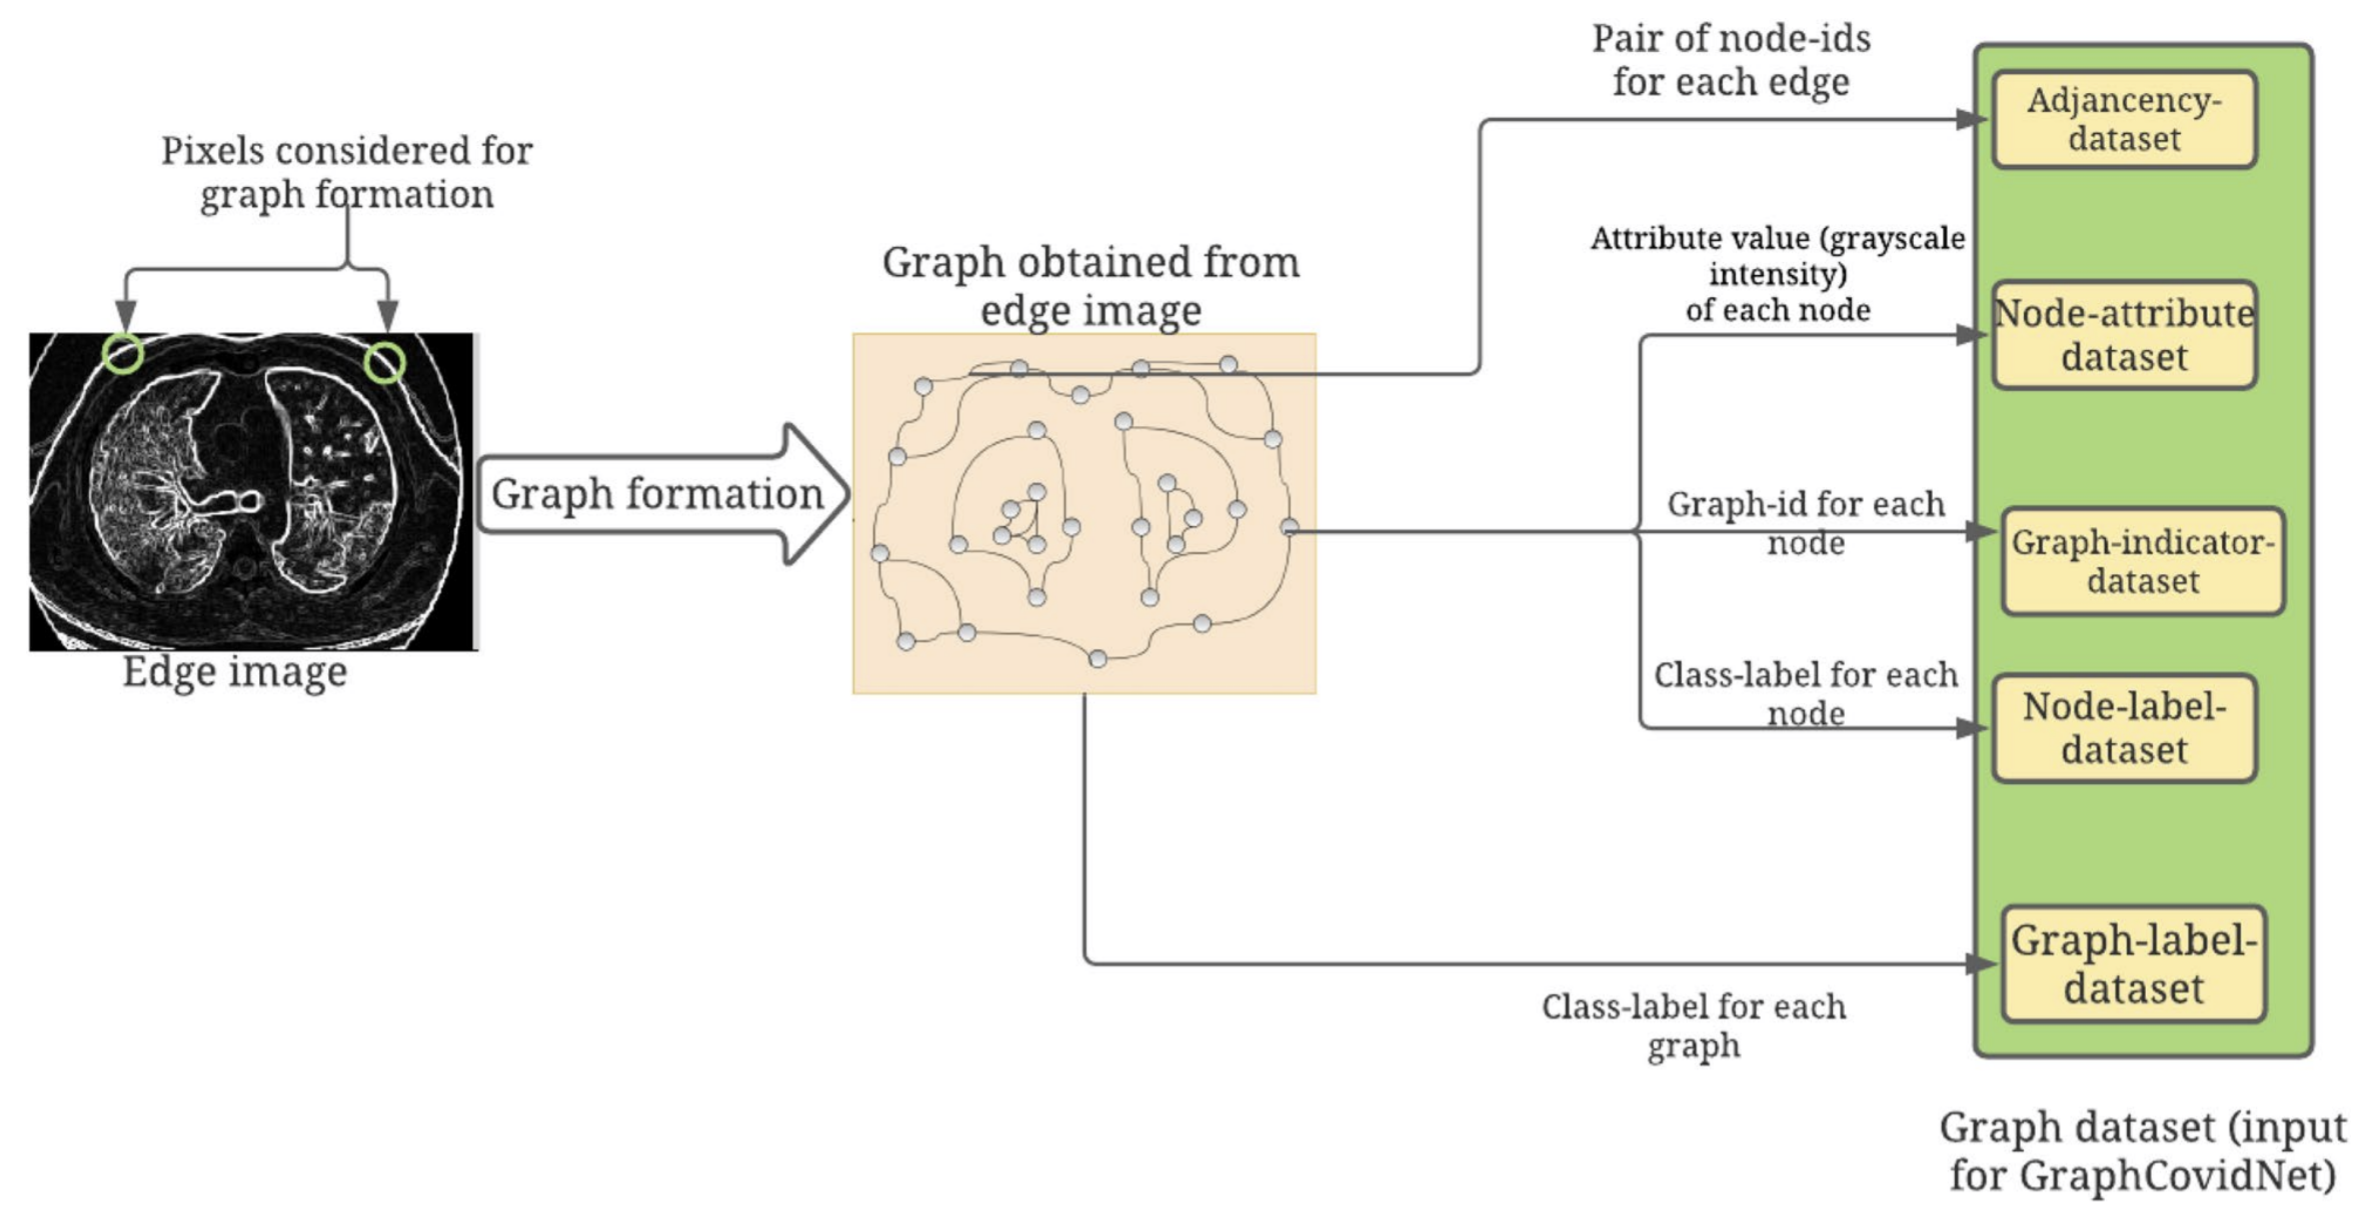 Pixels considered for
graph formation
Edge image
Graph formation
Graph obtained from
edge image
Pair of node-ids
for each edge
Attribute value (grayscale
intensity)
of each node
Graph-id for each
node
Class-label for each
node
Class-label for each
graph
Adjancency-
dataset
Node-attribute
dataset
Graph-indicator-
dataset
Node-label-
dataset
Graph-label-
dataset
Graph dataset (input
for GraphCovidNet)